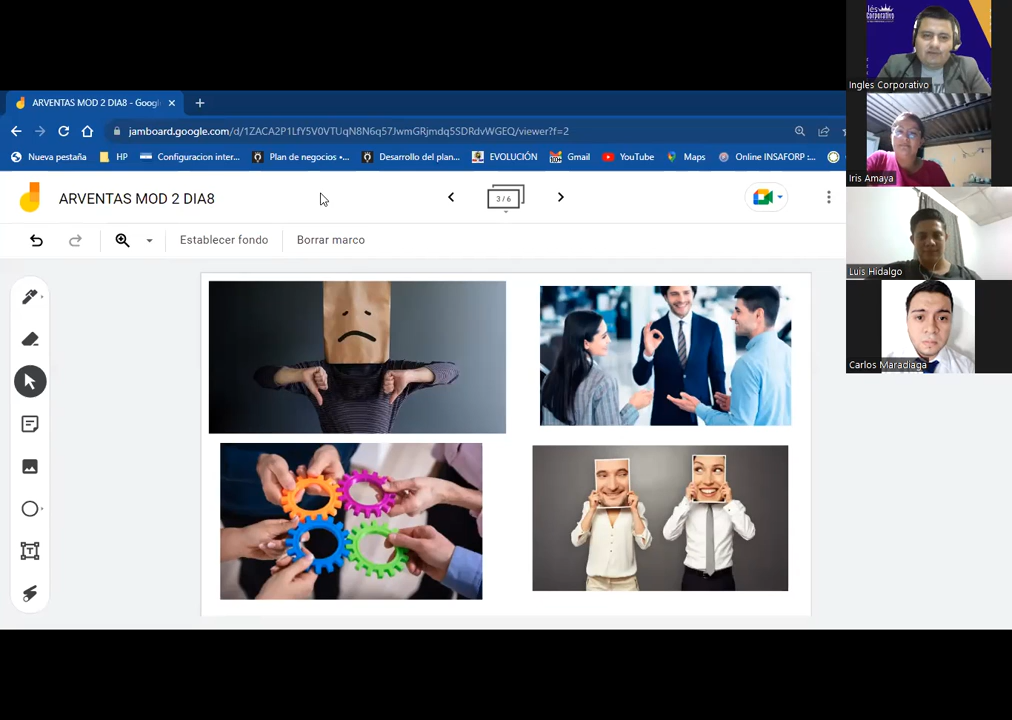 ARVENTAS MOD 2 DIA8 - Googl
jamboard.google.com/d/1ZACA2P1LfY5V0VTUqN8N6q57JwmGRjmdq5SDRdvWGEQ/viewer?f=2
Nueva pestaña
HP
Configuracion inter...
Plan de negocios •...
Desarrollo del plan...
EVOLUCIÓN
Gmail
YouTube
Maps
Online INSAFORP :...
ARVENTAS MOD 2 DIA8
3 / 6
Establecer fondo
Borrar marco
lés
Corporativo
Ingles Corporativo
Iris Amaya
Luis Hidalgo
Carlos Maradiaga